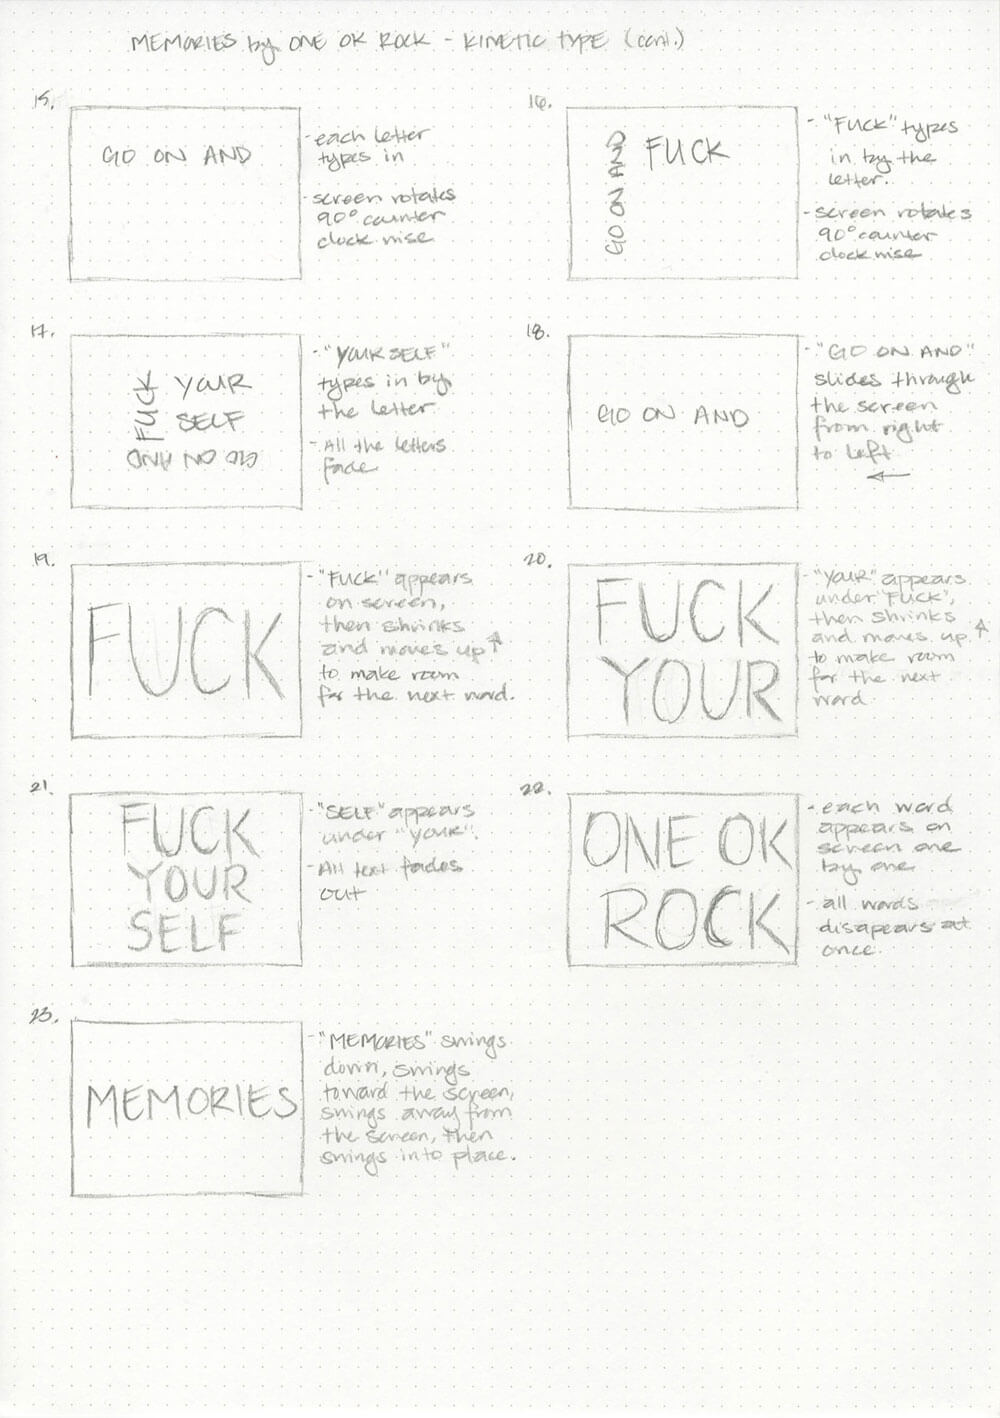 MEMORIES by ONE OK ROCK - KINETIC TYPE (cont.)
15.
GO ON AND
- each letter
types in
- screen rotates
90° counter
clock wise
16.
GO ON AND
FUCK
- "FUCK" types
in by the
letter.
- screen rotates
90° counter
clock wise
17.
FUCK
YOUR
SELF
GO ON AND
- "YOURSELF"
types in by
the letter
- All the letters
fade
18.
GO ON AND
- "GO ON AND"
slides through
the screen
from right
to left
←
19.
FUCK
- "FUCK" appears
on screen,
then shrinks
and moves up ↑
to make room
for the next word.
20.
FUCK
YOUR
- "YOUR" appears
under "FUCK",
then shrinks
and moves up ↑
to make room
for the next
word
21.
FUCK
YOUR
SELF
- "SELF" appears
under "YOUR".
- All text fades
out
22.
ONE OK
ROCK
- each word
appears on
screen one
by one
- all words
disapears at
once.
23.
MEMORIES
- "MEMORIES" swings
down, swings
toward the screen,
swings away from
the screen, then
swings into place.